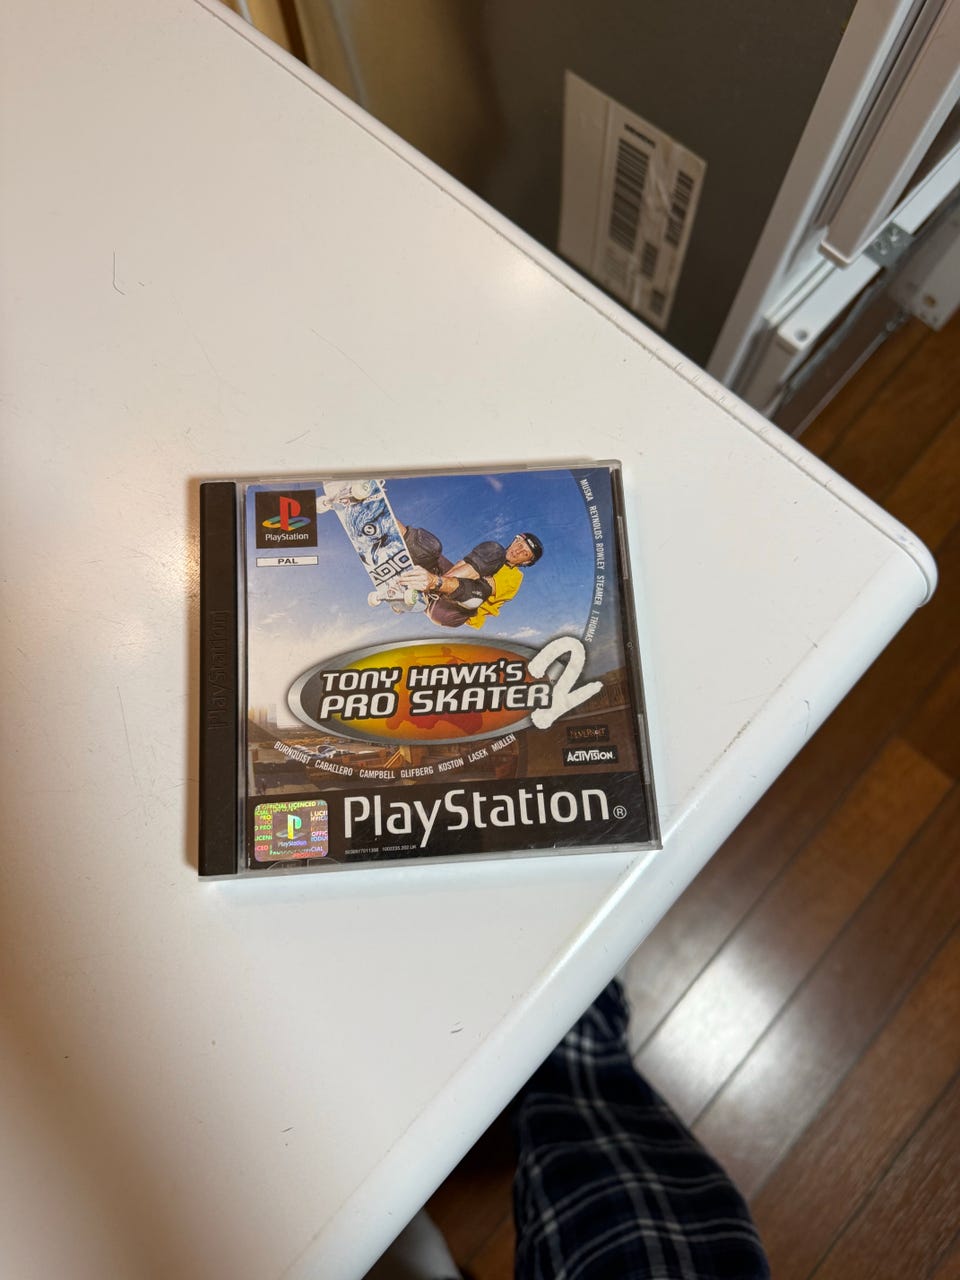 PlayStation
PAL
MUSKA REYNOLDS ROWLEY STEAMER J. THOMAS
TONY HAWK'S
PRO SKATER 2
BURNQUIST CABALLERO CAMPBELL GLIFBERG KOSTON LASEK MULLEN
NEVERSOFT
ACTIVISION
PlayStation®
PlayStation
PlayStation